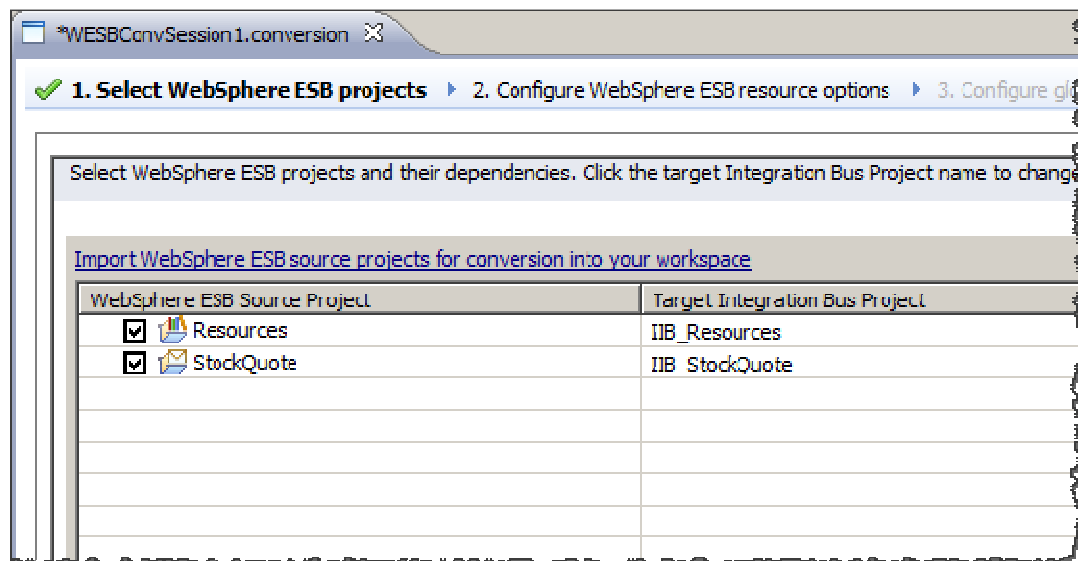 *WESBConvSession1.conversion
1. Select WebSphere ESB projects 2. Configure WebSphere ESB resource options 3. Configure
Select WebSphere ESB projects and their dependencies. Click the target Integration Bus Project name to change
Import WebSphere ESB source projects for conversion into your workspace
WebSphere ESB Source Project Target Integration Bus Project
Resources IIB_Resources
StockQuote IIB_StockQuote